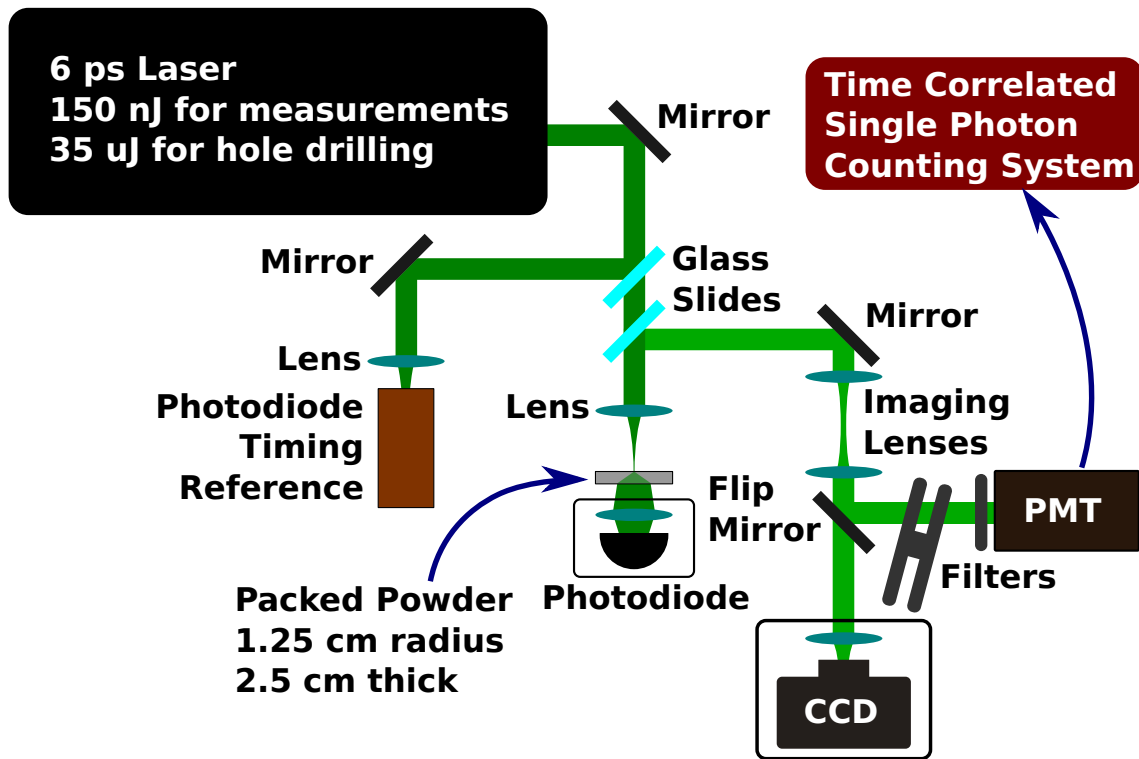 6 ps Laser
150 nJ for measurements
35 uJ for hole drilling
Mirror
Time Correlated
Single Photon
Counting System
Mirror
Glass
Slides
Mirror
Lens
Photodiode
Timing
Reference
Lens
Imaging
Lenses
Flip
Mirror
PMT
Filters
Photodiode
Packed Powder
1.25 cm radius
2.5 cm thick
CCD